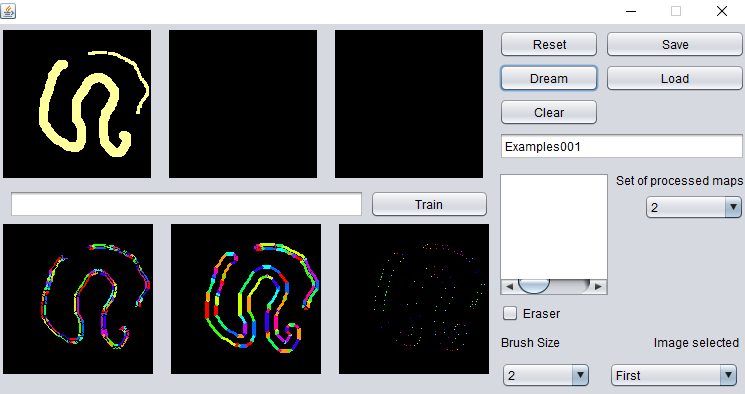 Reset
Save
Dream
Load
Clear
Examples001
Train
Set of processed maps
2
Eraser
Brush Size
Image selected
2
First